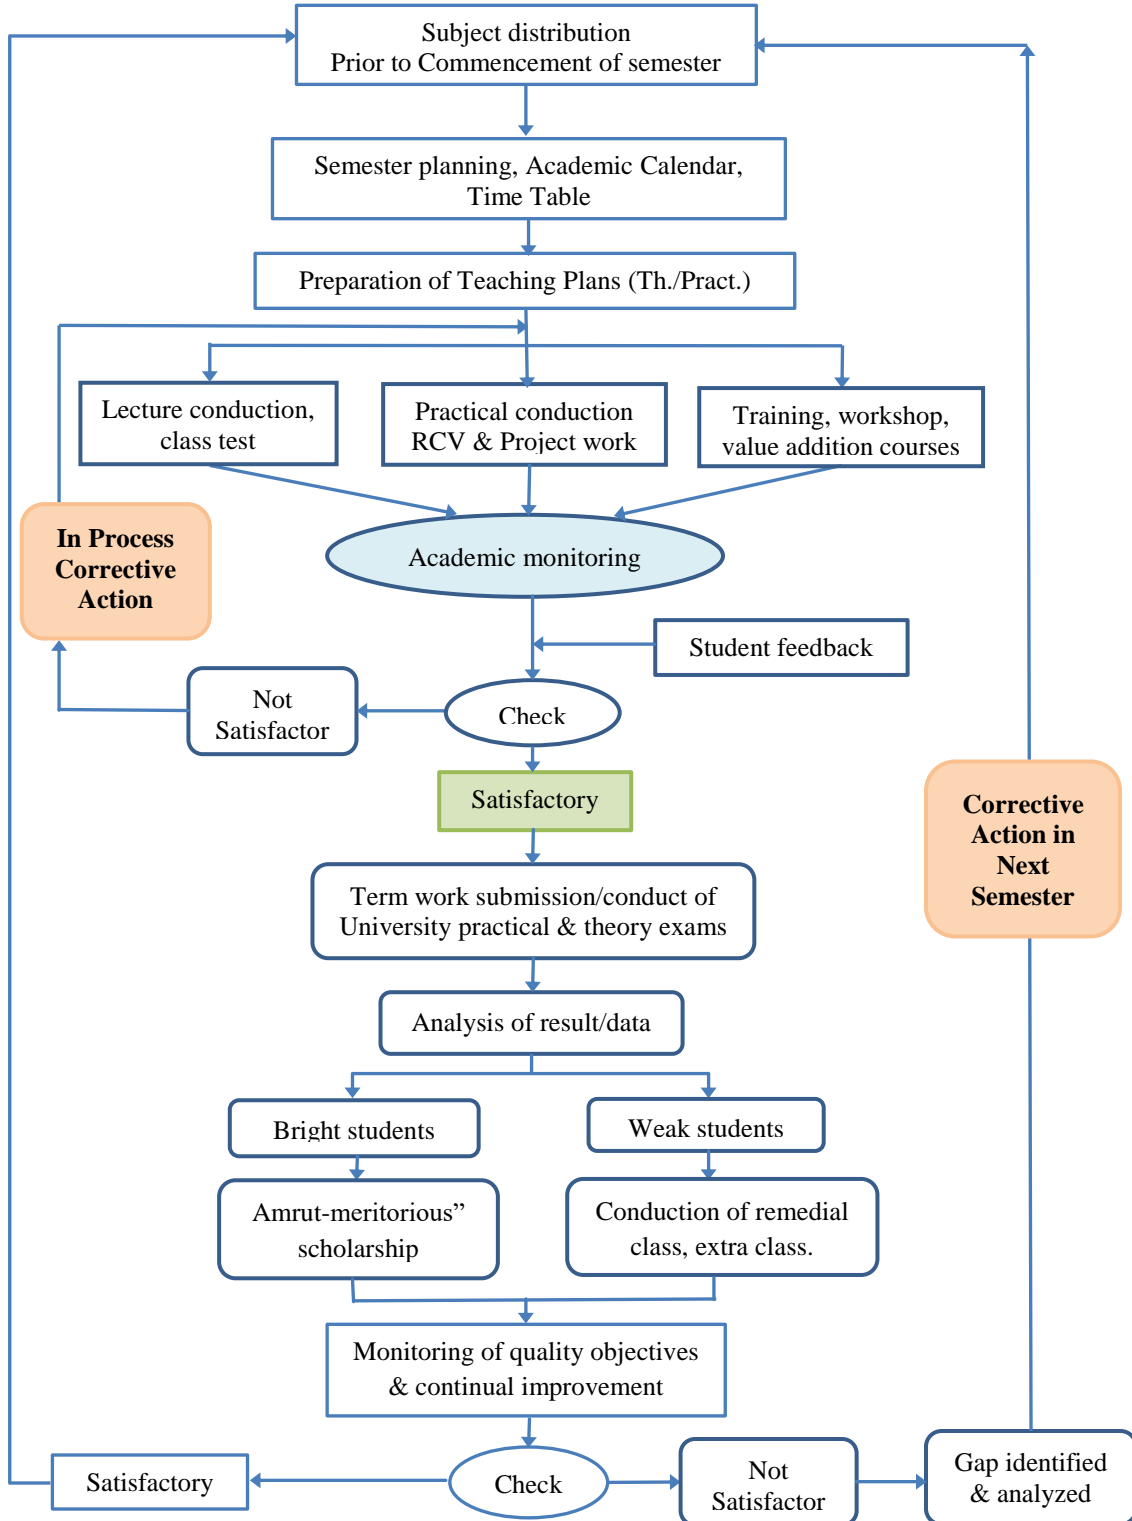 Subject distribution
Prior to Commencement of semester
Semester planning, Academic Calendar,
Time Table
Preparation of Teaching Plans (Th./Pract.)
Lecture conduction,
class test
Practical conduction
RCV & Project work
Training, workshop,
value addition courses
In Process
Corrective
Action
Academic monitoring
Student feedback
Not
Satisfactor
Check
Satisfactory
Corrective
Action in
Next
Semester
Term work submission/conduct of
University practical & theory exams
Analysis of result/data
Bright students
Weak students
Amrut-meritorious”
scholarship
Conduction of remedial
class, extra class.
Monitoring of quality objectives
& continual improvement
Satisfactory
Check
Not
Satisfactor
Gap identified
& analyzed